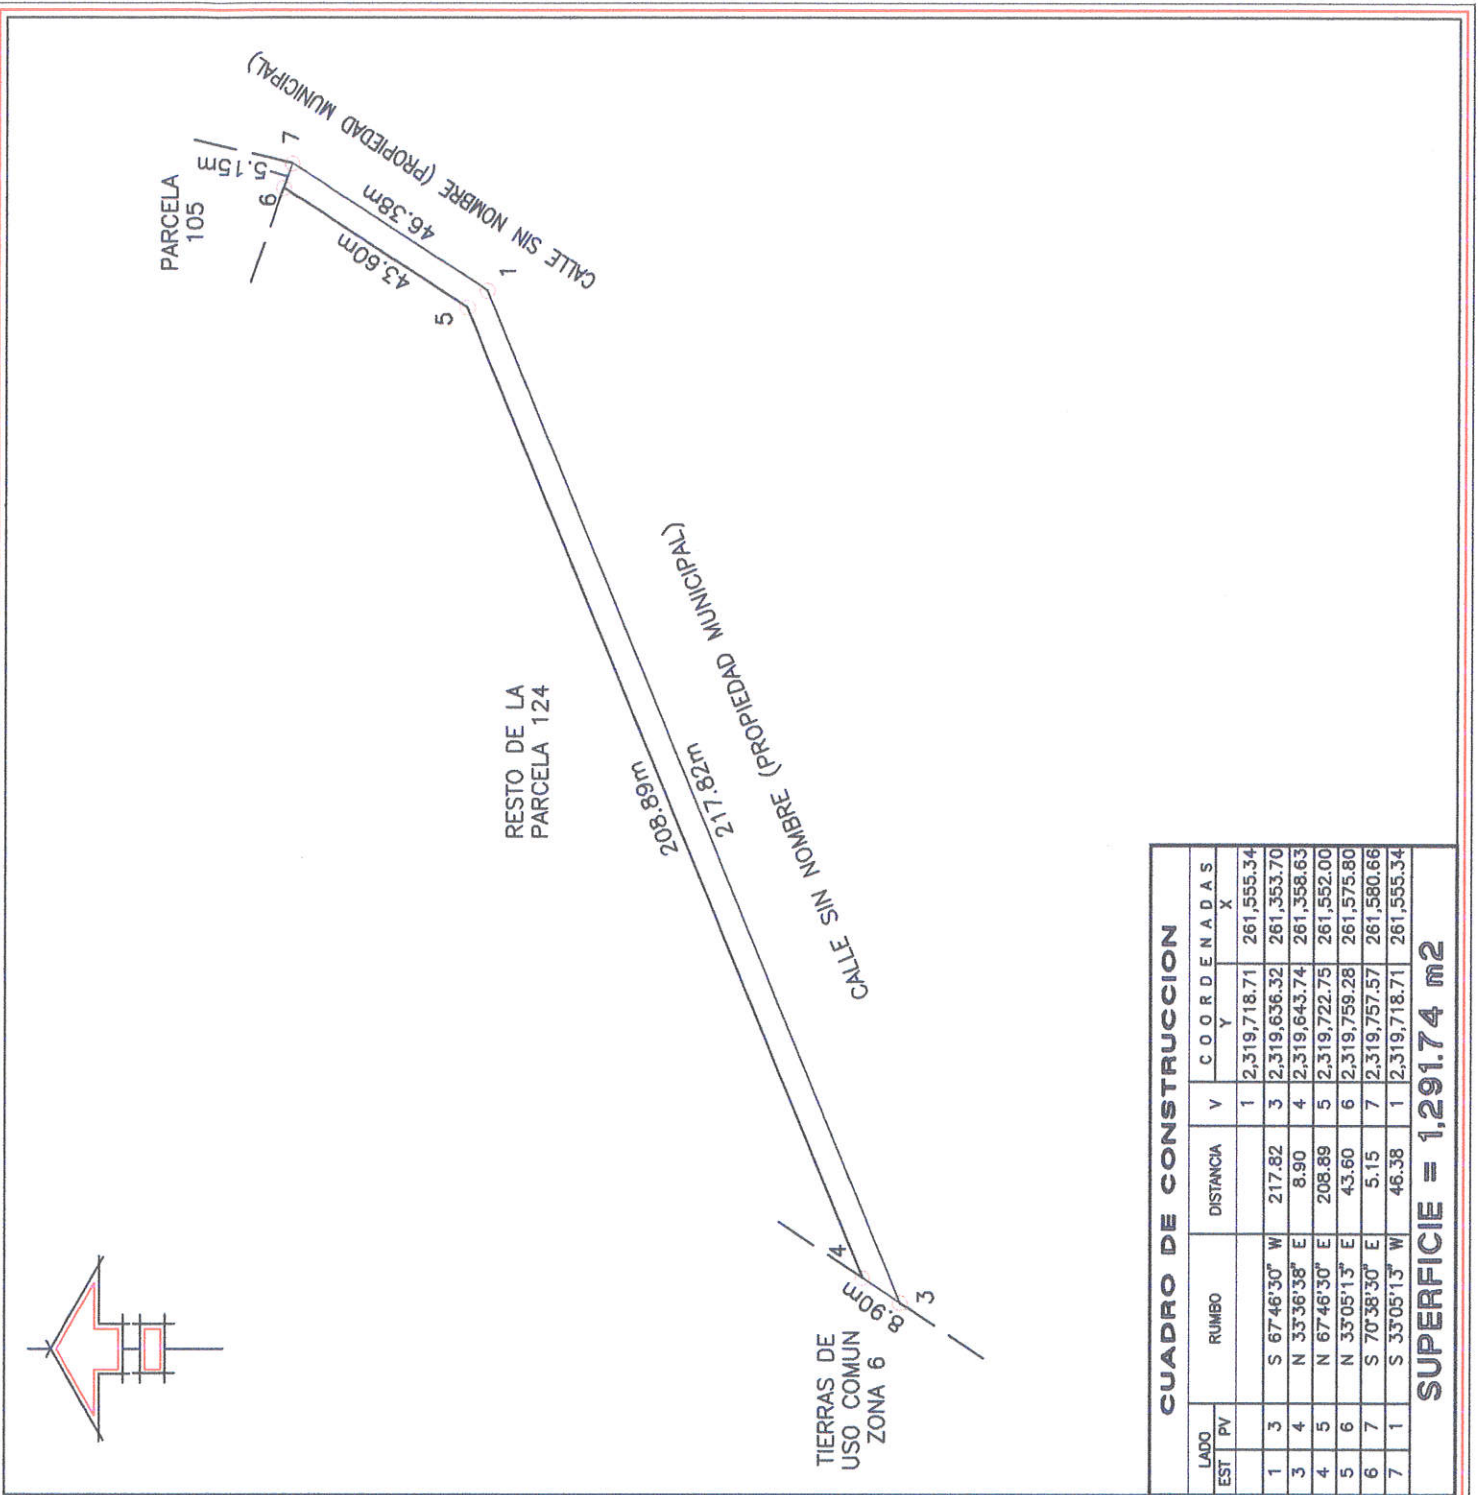 PARCELA
105
5.15m
7
6
43.60m
46.38m
CALLE SIN NOMBRE (PROPIEDAD MUNICIPAL)
5
1
RESTO DE LA
PARCELA 124
208.89m
217.82m
CALLE SIN NOMBRE (PROPIEDAD MUNICIPAL)
4
8.90m
3
TIERRAS DE
USO COMUN
ZONA 6
CUADRO DE CONSTRUCCION
LADO RUMBO DISTANCIA V COORDENADAS
EST PV Y X
1 2,319,718.71 261,555.34
1 3 S 67°46'30" W 217.82 3 2,319,636.32 261,353.70
3 4 N 33°36'38" E 8.90 4 2,319,643.74 261,358.63
4 5 N 67°46'30" E 208.89 5 2,319,722.75 261,552.00
5 6 N 33°05'13" E 43.60 6 2,319,759.28 261,575.80
6 7 S 70°38'30" E 5.15 7 2,319,757.57 261,580.66
7 1 S 33°05'13" W 46.38 1 2,319,718.71 261,555.34
SUPERFICIE = 1,291.74 m2